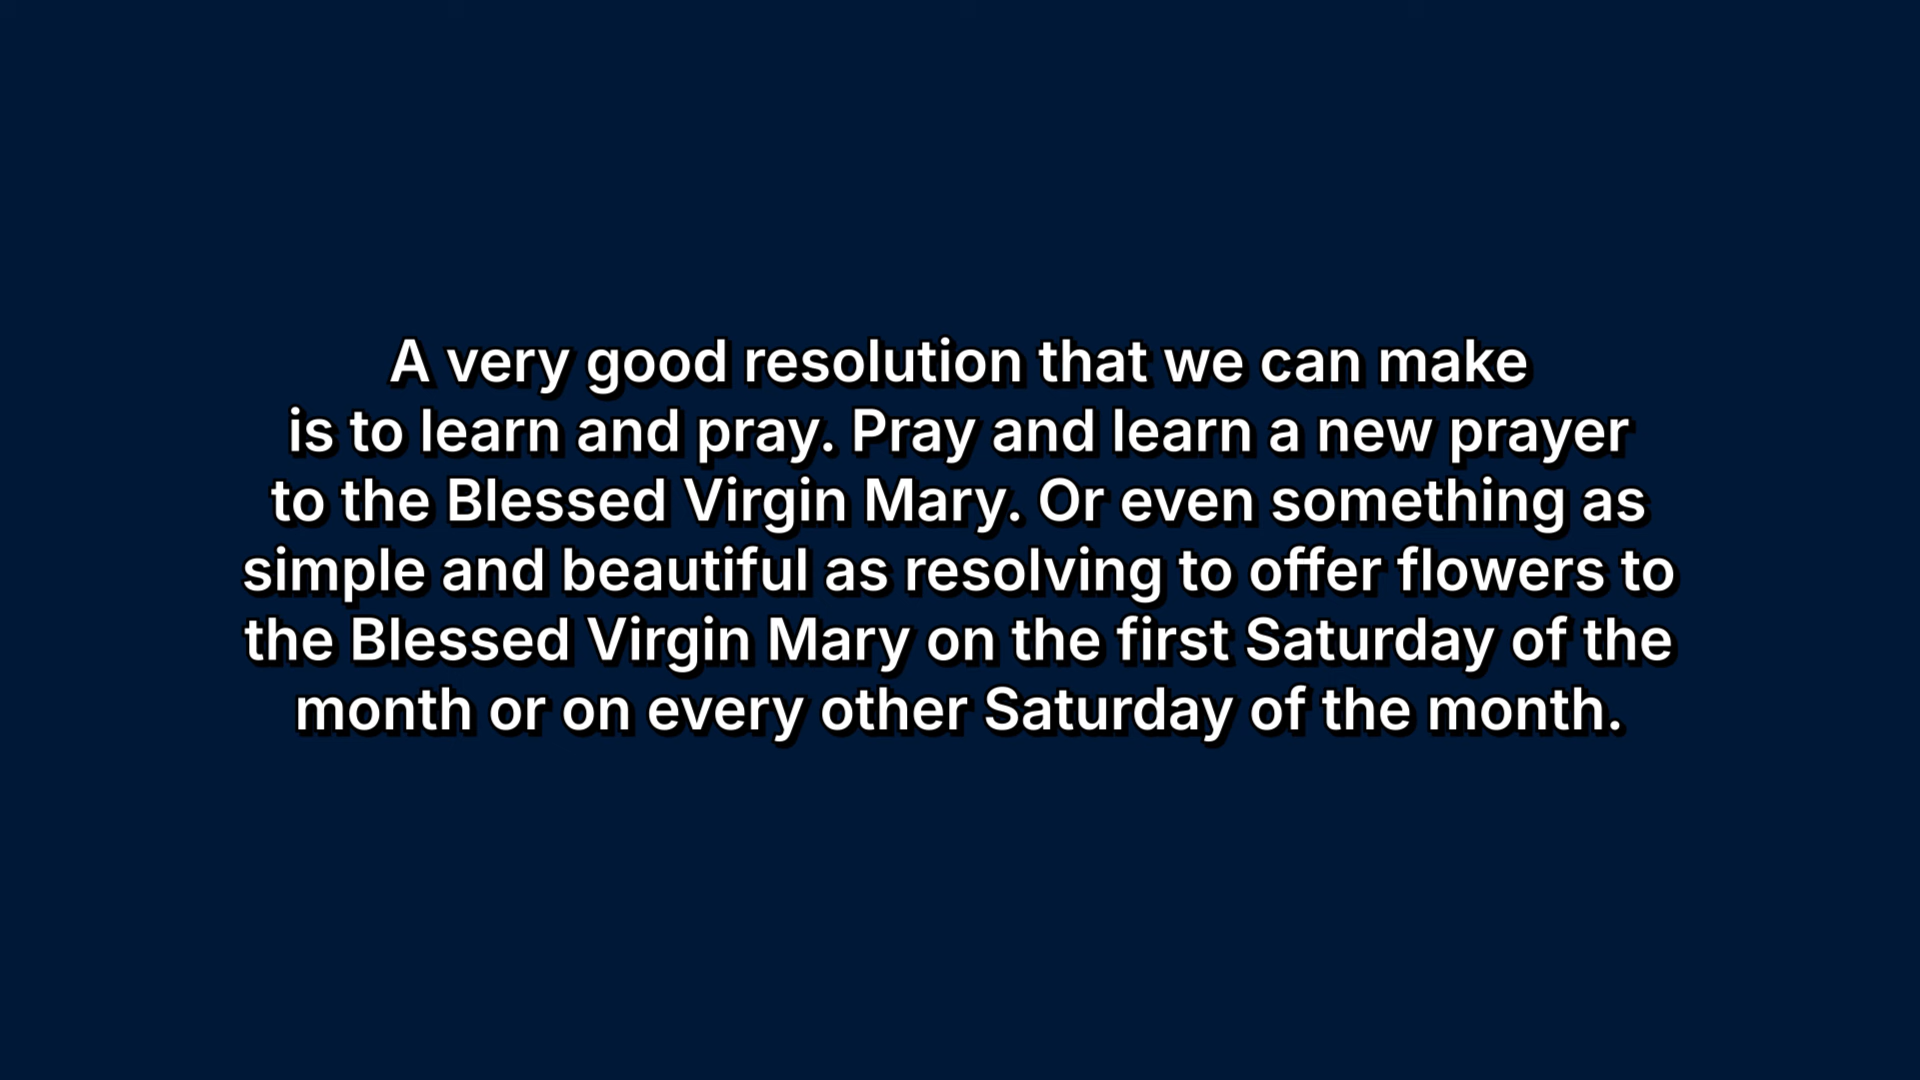 A very good resolution that we can make
is to learn and pray. Pray and learn a new prayer
to the Blessed Virgin Mary. Or even something as
simple and beautiful as resolving to offer flowers to
the Blessed Virgin Mary on the first Saturday of the
month or on every other Saturday of the month.